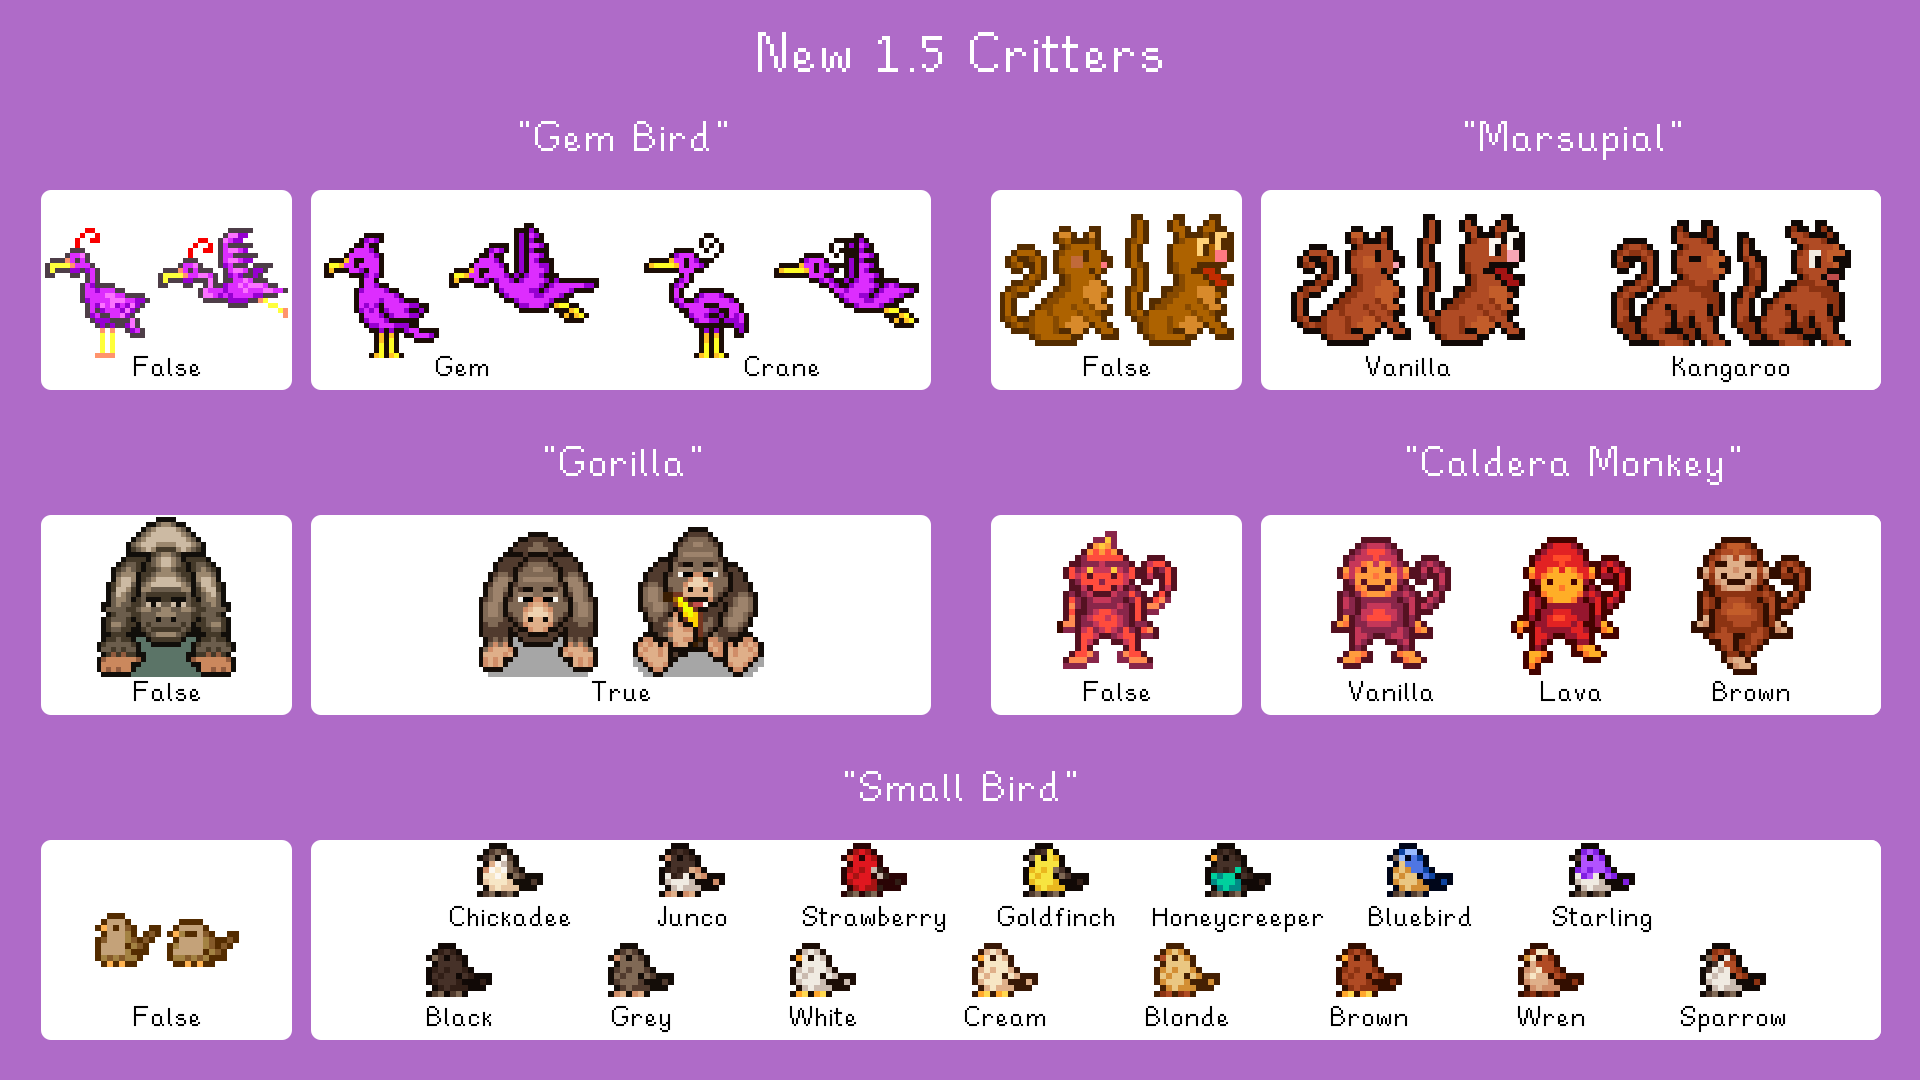 New 1.5 Critters
"Gem Bird"
"Marsupial"
False
Gem
Crane
False
Vanilla
Kangaroo
"Gorilla"
"Caldera Monkey"
False
True
False
Vanilla
Lava
Brown
"Small Bird"
Chickadee
Junco
Strawberry
Goldfinch
Honeycreeper
Bluebird
Starling
False
Black
Grey
White
Cream
Blonde
Brown
Wren
Sparrow